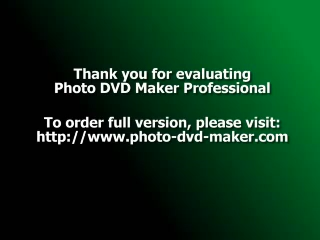 Thank you for evaluating
Photo DVD Maker Professional
To order full version, please visit:
http://www.photo-dvd-maker.com